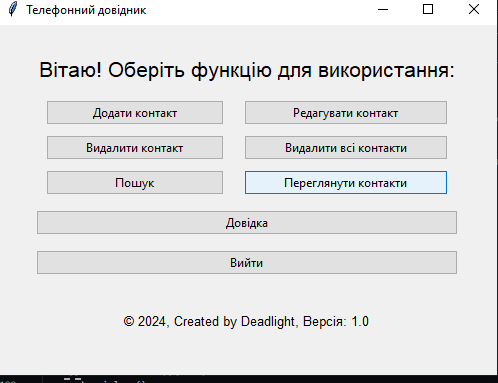 Телефонний довідник
Вітаю! Оберіть функцію для використання:
Додати контакт Редагувати контакт
Видалити контакт Видалити всі контакти
Пошук Переглянути контакти
Довідка
Вийти
© 2024, Created by Deadlight, Версія: 1.0